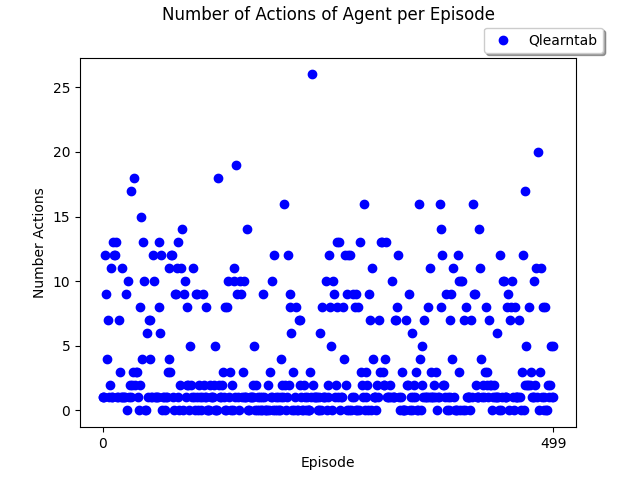 Number of Actions of Agent per Episode
Qlearntab
25
20
15
10
5
0
Number Actions
0 499
Episode